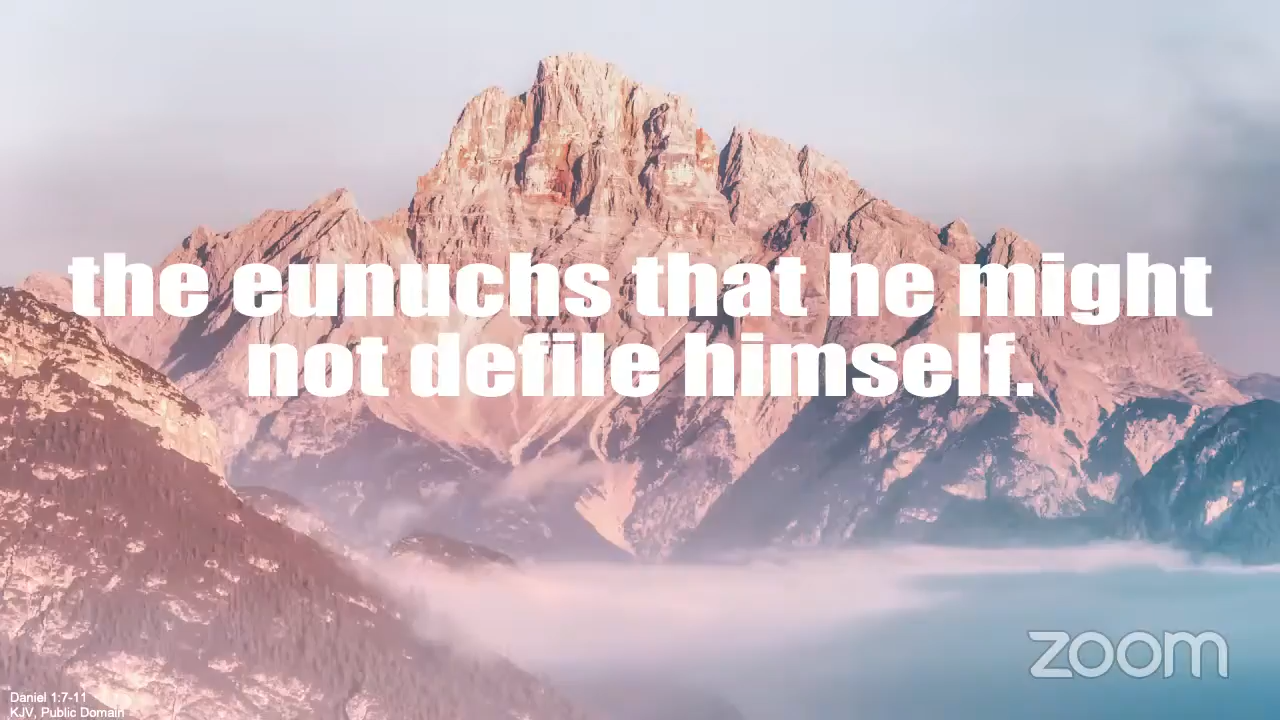 the eunuchs that he might
not defile himself.
zoom
Daniel 1:7-11
KJV, Public Domain